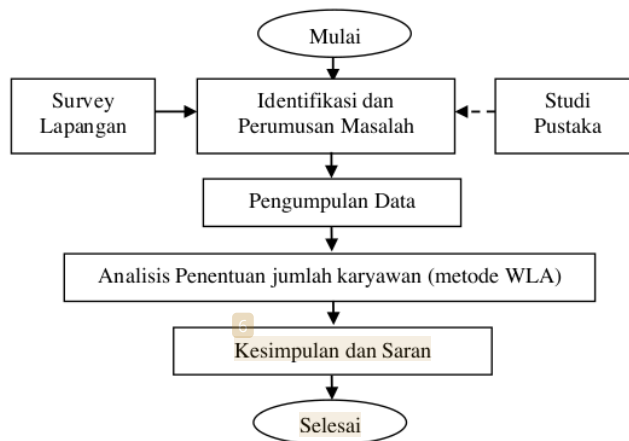 Mulai
Survey
Lapangan
Identifikasi dan
Perumusan Masalah
Studi
Pustaka
Pengumpulan Data
Analisis Penentuan jumlah karyawan (metode WLA)
6
Kesimpulan dan Saran
Selesai